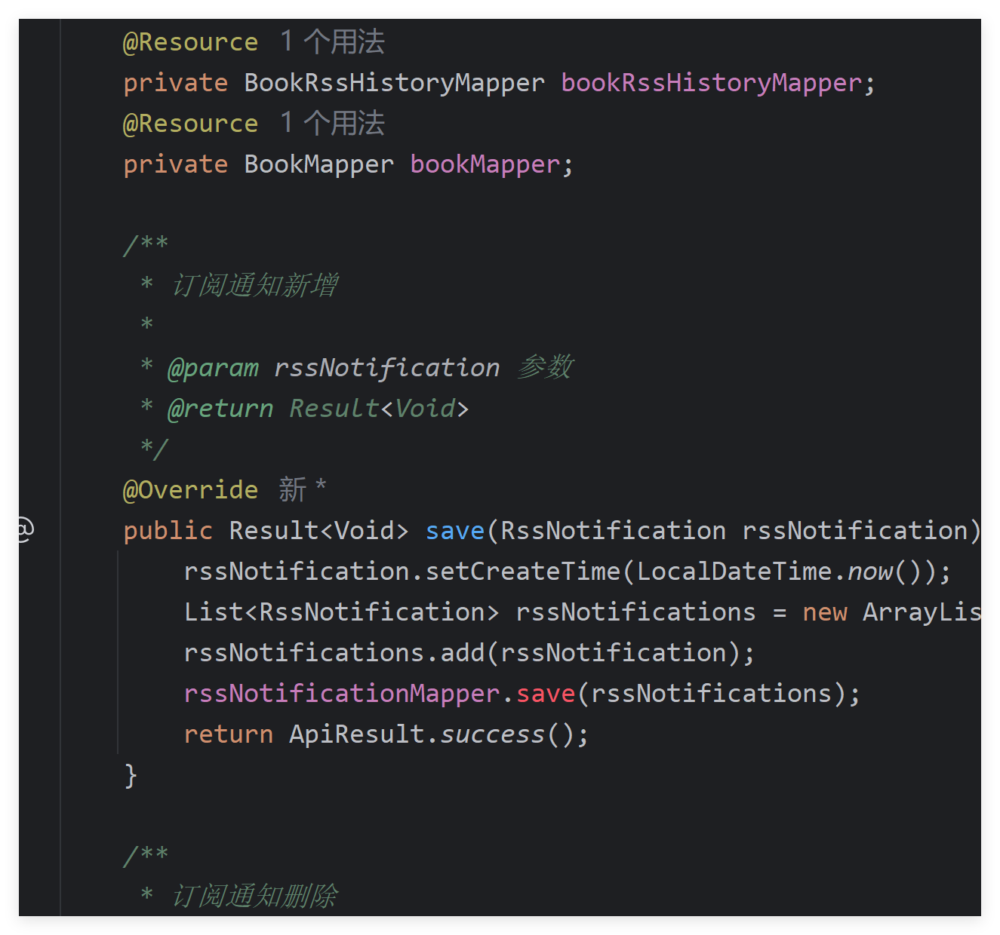 @Resource 1 个用法
private BookRssHistoryMapper bookRssHistoryMapper;
@Resource 1 个用法
private BookMapper bookMapper;
/**
* 订阅通知新增
*
* @param rssNotification 参数
* @return Result<Void>
*/
@Override 新 *
@ public Result<Void> save(RssNotification rssNotification)
rssNotification.setCreateTime(LocalDateTime.now());
List<RssNotification> rssNotifications = new ArrayLis
rssNotifications.add(rssNotification);
rssNotificationMapper.save(rssNotifications);
return ApiResult.success();
}
/**
* 订阅通知删除